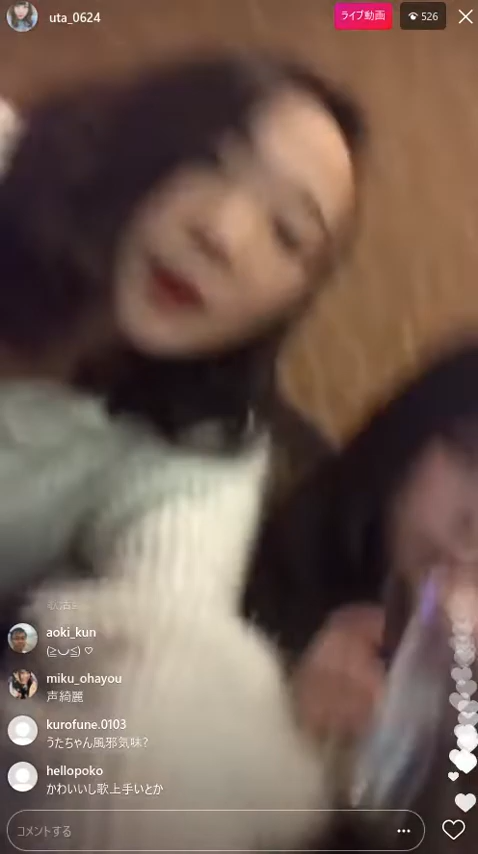 uta_0624
ライブ動画
526
aoki_kun
(≧◡≦) ♡
miku_ohayou
声綺麗
kurofune.0103
うたちゃん風邪気味?
hellopoko
かわいいし歌上手いとか
コメントする